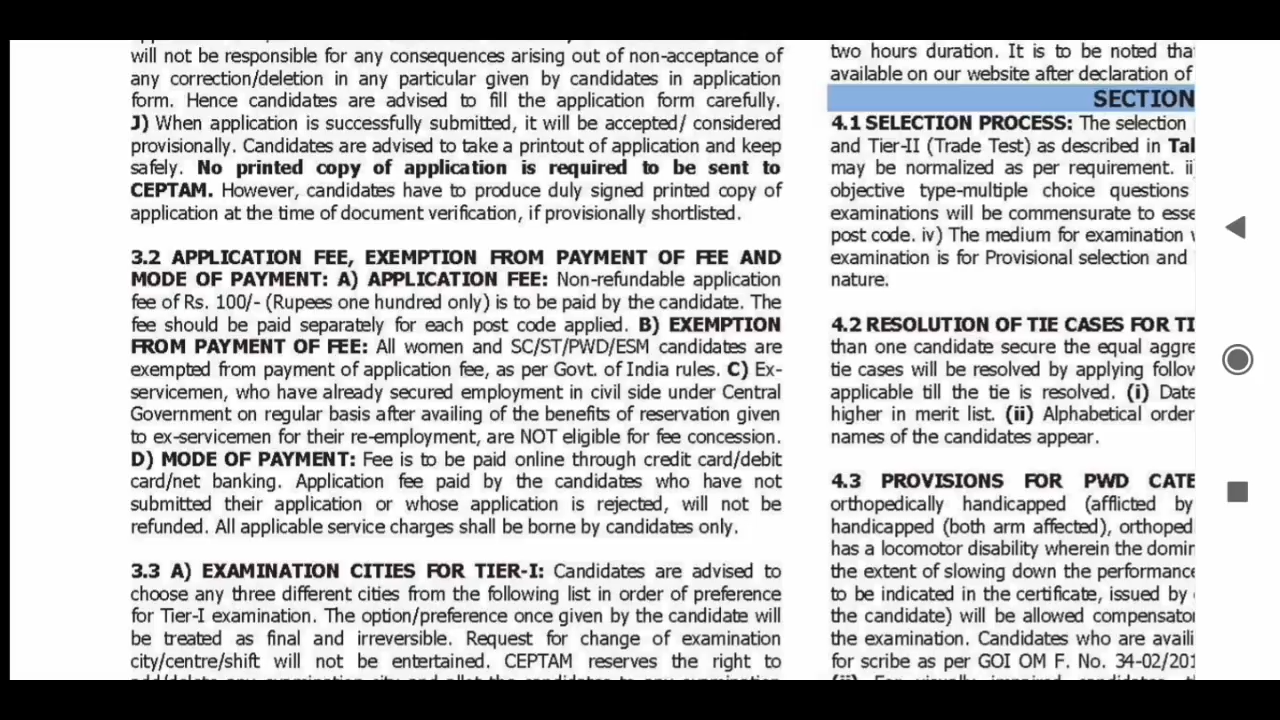 will not be responsible for any consequences arising out of non-acceptance of
any correction/deletion in any particular given by candidates in application
form. Hence candidates are advised to fill the application form carefully.
J) When application is successfully submitted, it will be accepted/ considered
provisionally. Candidates are advised to take a printout of application and keep
safely. No printed copy of application is required to be sent to
CEPTAM. However, candidates have to produce duly signed printed copy of
application at the time of document verification, if provisionally shortlisted.
3.2 APPLICATION FEE, EXEMPTION FROM PAYMENT OF FEE AND
MODE OF PAYMENT: A) APPLICATION FEE: Non-refundable application
fee of Rs. 100/- (Rupees one hundred only) is to be paid by the candidate. The
fee should be paid separately for each post code applied. B) EXEMPTION
FROM PAYMENT OF FEE: All women and SC/ST/PWD/ESM candidates are
exempted from payment of application fee, as per Govt. of India rules. C) Ex-
servicemen, who have already secured employment in civil side under Central
Government on regular basis after availing of the benefits of reservation given
to ex-servicemen for their re-employment, are NOT eligible for fee concession.
D) MODE OF PAYMENT: Fee is to be paid online through credit card/debit
card/net banking. Application fee paid by the candidates who have not
submitted their application or whose application is rejected, will not be
refunded. All applicable service charges shall be borne by candidates only.
3.3 A) EXAMINATION CITIES FOR TIER-I: Candidates are advised to
choose any three different cities from the following list in order of preference
for Tier-I examination. The option/preference once given by the candidate will
be treated as final and irreversible. Request for change of examination
city/centre/shift will not be entertained. CEPTAM reserves the right to
two hours duration. It is to be noted tha
available on our website after declaration of
SECTION
4.1 SELECTION PROCESS: The selection
and Tier-II (Trade Test) as described in Tal
may be normalized as per requirement. ii
objective type-multiple choice questions
examinations will be commensurate to esse
post code. iv) The medium for examination
examination is for Provisional selection and
nature.
4.2 RESOLUTION OF TIE CASES FOR TI
than one candidate secure the equal aggre
tie cases will be resolved by applying follow
applicable till the tie is resolved. (i) Date
higher in merit list. (ii) Alphabetical order
names of the candidates appear.
4.3 PROVISIONS FOR PWD CATE
orthopedically handicapped (afflicted by
handicapped (both arm affected), orthoped
has a locomotor disability wherein the domin
the extent of slowing down the performance
to be indicated in the certificate, issued by
the candidate) will be allowed compensato
the examination. Candidates who are availi
for scribe as per GOI OM F. No. 34-02/201